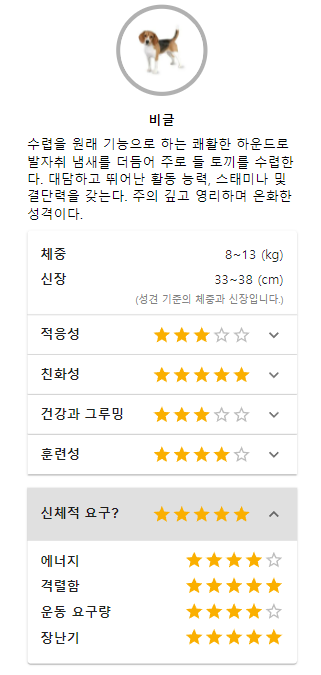 비글
수렵을 원래 기능으로 하는 쾌활한 하운드로
발자취 냄새를 더듬어 주로 들 토끼를 수렵한
다. 대담하고 뛰어난 활동 능력, 스태미나 및
결단력을 갖는다. 주의 깊고 영리하며 온화한
성격이다.
체중 8~13 (kg)
신장 33~38 (cm)
(성견 기준의 체중과 신장입니다.)
적응성
친화성
건강과 그루밍
훈련성
신체적 요구?
에너지
격렬함
운동 요구량
장난기